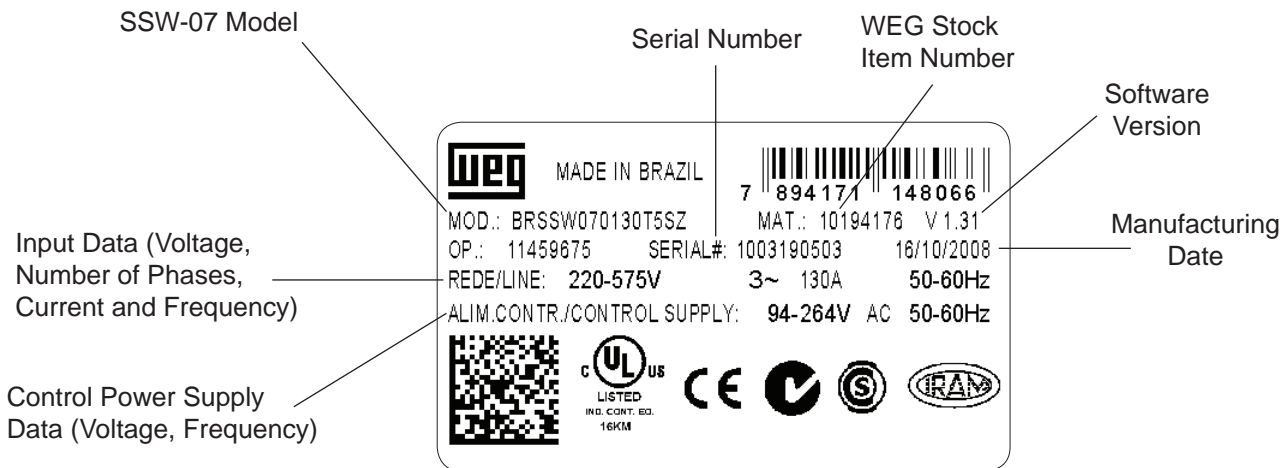 SSW-07 Model
Serial Number
WEG Stock
Item Number
Software
Version
weg
MADE IN BRAZIL
7 894171 148066
MOD.: BRSSW070130T5SZ MAT.: 10194176 V 1.31
OP.: 11459675 SERIAL#: 1003190503 16/10/2008
REDE/LINE: 220-575V 3~ 130A 50-60Hz
ALIM.CONTR./CONTROL SUPPLY: 94-264V AC 50-60Hz
Manufacturing
Date
Input Data (Voltage,
Number of Phases,
Current and Frequency)
Control Power Supply
Data (Voltage, Frequency)
C UL US
LISTED
IND. CONT. EQ.
16KM
CE
S
IRAM